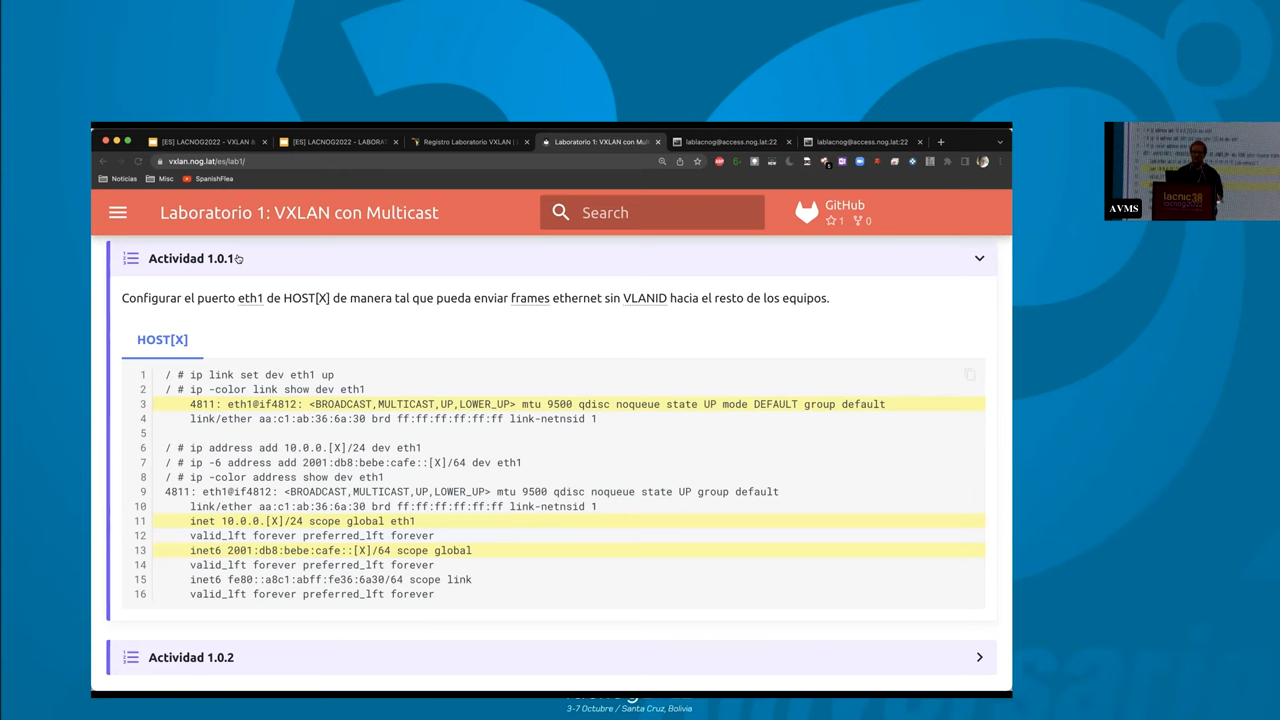 [ES] LACNOG2022 - VXLAN &
[ES] LACNOG2022 - LABORAT
Registro Laboratorio VXLAN |
Laboratorio 1: VXLAN con Mult
lablacnog@access.nog.lat:22
lablacnog@access.nog.lat:22
vxlan.nog.lat/es/lab1/
Noticias
Misc
SpanishFlea
Laboratorio 1: VXLAN con Multicast
Search
GitHub
1 0
Actividad 1.0.1
Configurar el puerto eth1 de HOST[X] de manera tal que pueda enviar frames ethernet sin VLANID hacia el resto de los equipos.
HOST[X]
1 / # ip link set dev eth1 up
2 / # ip -color link show dev eth1
3 4811: eth1@if4812: <BROADCAST,MULTICAST,UP,LOWER_UP> mtu 9500 qdisc noqueue state UP mode DEFAULT group default
4 link/ether aa:c1:ab:36:6a:30 brd ff:ff:ff:ff:ff:ff link-netnsid 1
5
6 / # ip address add 10.0.0.[X]/24 dev eth1
7 / # ip -6 address add 2001:db8:bebe:cafe::[X]/64 dev eth1
8 / # ip -color address show dev eth1
9 4811: eth1@if4812: <BROADCAST,MULTICAST,UP,LOWER_UP> mtu 9500 qdisc noqueue state UP group default
10 link/ether aa:c1:ab:36:6a:30 brd ff:ff:ff:ff:ff:ff link-netnsid 1
11 inet 10.0.0.[X]/24 scope global eth1
12 valid_lft forever preferred_lft forever
13 inet6 2001:db8:bebe:cafe::[X]/64 scope global
14 valid_lft forever preferred_lft forever
15 inet6 fe80::a8c1:abff:fe36:6a30/64 scope link
16 valid_lft forever preferred_lft forever
Actividad 1.0.2
3-7 Octubre / Santa Cruz, Bolivia
lacnic38
lacnog2022
AVMS